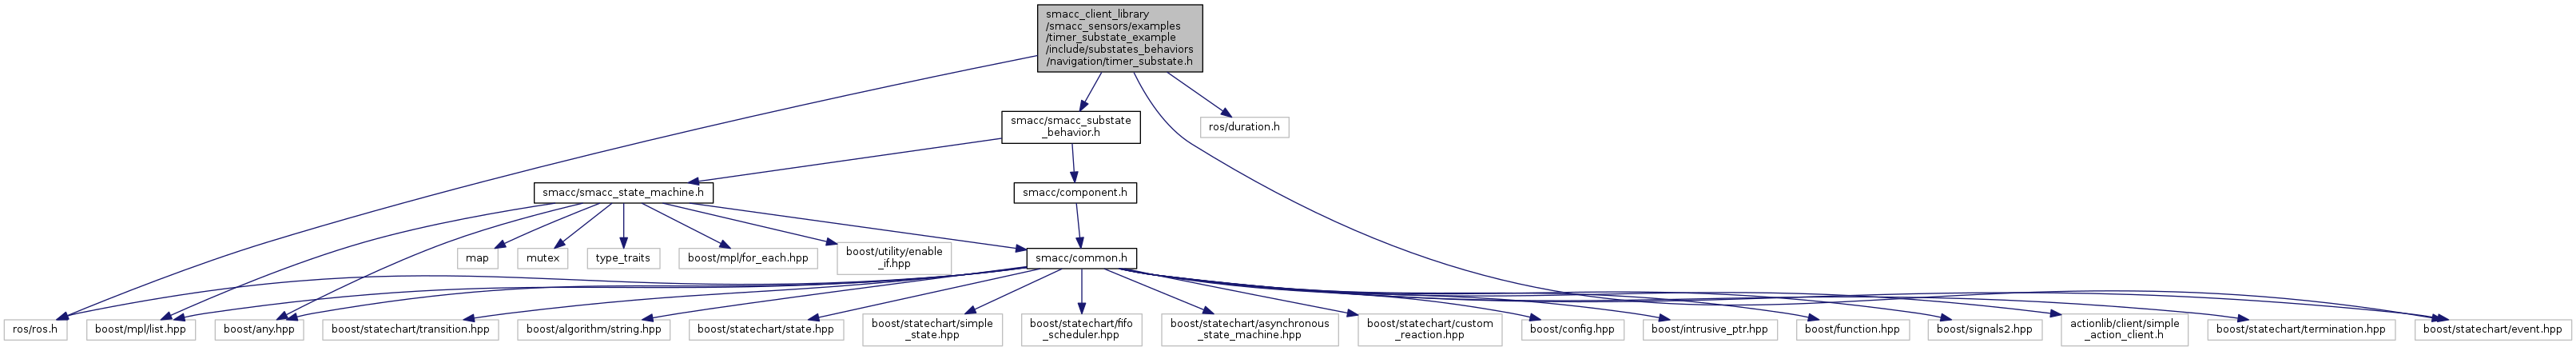 smacc_client_library
/smacc_sensors/examples
/timer_substate_example
/include/substates_behaviors
/navigation/timer_substate.h
smacc/smacc_substate
_behavior.h
ros/duration.h
smacc/smacc_state_machine.h
smacc/component.h
map
mutex
type_traits
boost/mpl/for_each.hpp
boost/utility/enable
_if.hpp
smacc/common.h
ros/ros.h
boost/mpl/list.hpp
boost/any.hpp
boost/statechart/transition.hpp
boost/algorithm/string.hpp
boost/statechart/state.hpp
boost/statechart/simple
_state.hpp
boost/statechart/fifo
_scheduler.hpp
boost/statechart/asynchronous
_state_machine.hpp
boost/statechart/custom
_reaction.hpp
boost/config.hpp
boost/intrusive_ptr.hpp
boost/function.hpp
boost/signals2.hpp
actionlib/client/simple
_action_client.h
boost/statechart/termination.hpp
boost/statechart/event.hpp